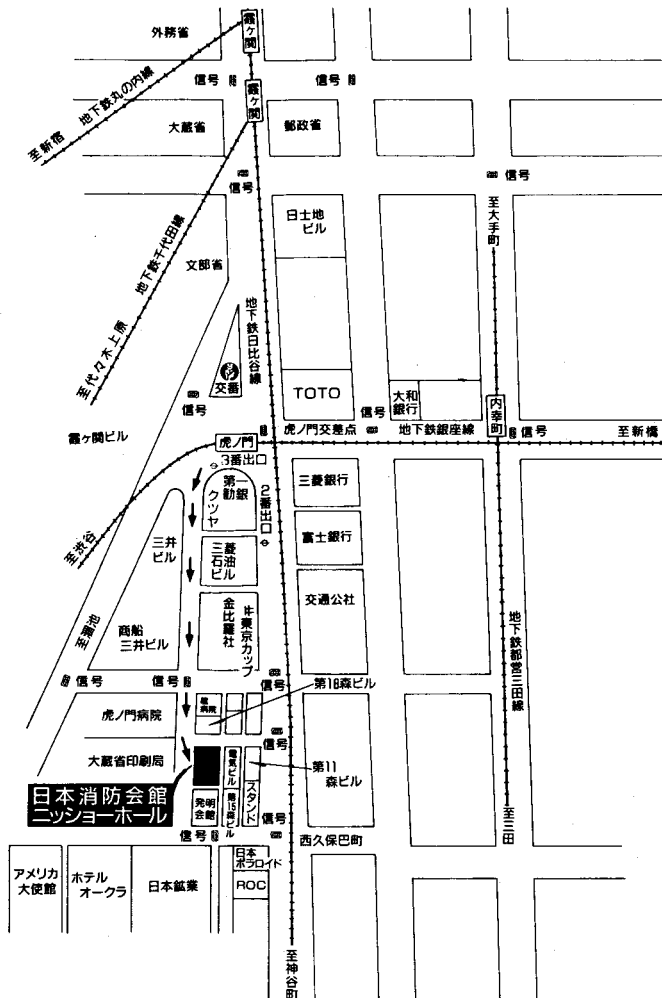 外務省
霞ヶ関
信号
信号
至新宿 地下鉄丸の内線
霞ヶ関
大蔵省
郵政省
信号
信号
至代々木上原 地下鉄千代田線
日土地
ビル
至大手町
文部省
地下鉄日比谷線
交番
信号
TOTO
大和
銀行
信号
内幸町
霞ヶ関ビル
虎ノ門
虎ノ門交差点
地下鉄銀座線
信号
至新橋
3番出口
至渋谷
第一
勧銀
クツヤ
2番出口
三菱銀行
三井
ビル
三菱
三石
油ビル
富士銀行
交通公社
至溜池
商船
三井ビル
金比羅社
東京カップ
地下鉄都営三田線
信号
信号
信号
第18森ビル
虎ノ門病院
病院
信号
大蔵省印刷局
電気ビル
第11
森ビル
日本消防会館
ニッショーホール
発明
会館
第15森ビル
スタンド
信号
信号
西久保巴町
至三田
アメリカ
大使館
ホテル
オークラ
日本鉱業
日本
ポラロイド
ROC
至神谷町